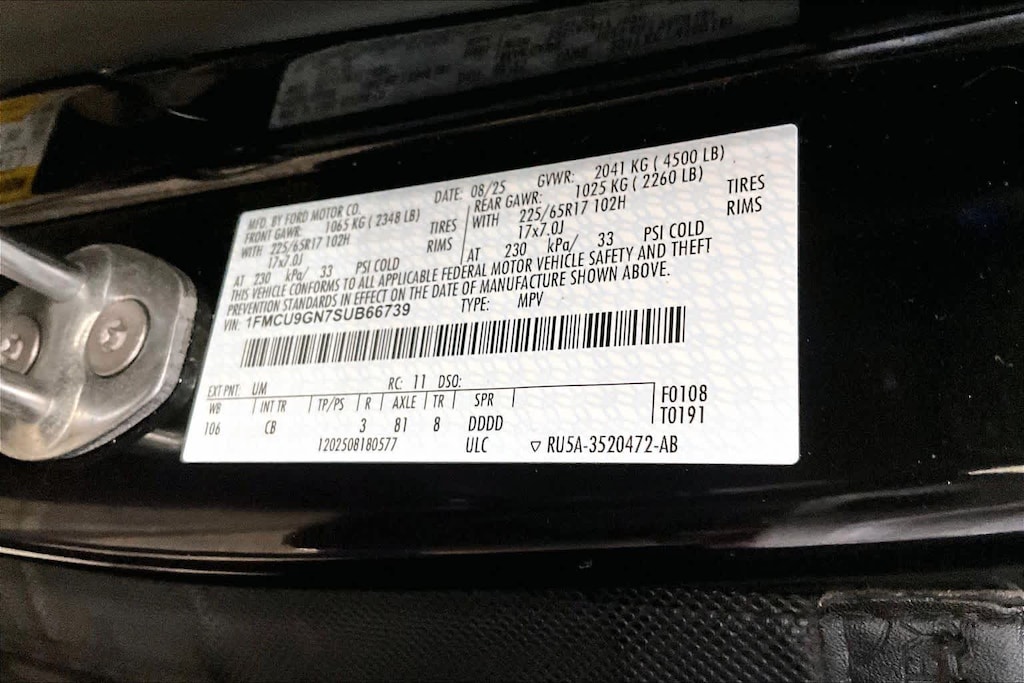 MFD. BY FORD MOTOR CO.
DATE: 08/25 GVWR: 2041 KG ( 4500 LB)
FRONT GAWR: 1065 KG ( 2348 LB)
REAR GAWR: 1025 KG ( 2260 LB)
WITH 225/65R17 102H TIRES
WITH 225/65R17 102H TIRES
17x7.0J RIMS
17x7.0J RIMS
AT 230 kPa/ 33 PSI COLD
AT 230 kPa/ 33 PSI COLD
THIS VEHICLE CONFORMS TO ALL APPLICABLE FEDERAL MOTOR VEHICLE SAFETY AND THEFT
PREVENTION STANDARDS IN EFFECT ON THE DATE OF MANUFACTURE SHOWN ABOVE.
VIN: 1FMCU9GN7SUB66739 TYPE: MPV
EXT PNT: UM RC: 11 DSO:
WB INT TR TP/PS R AXLE TR SPR F0108
106 CB 3 81 8 DDDD T0191
1202508180577 ULC ▽ RU5A-3520472-AB